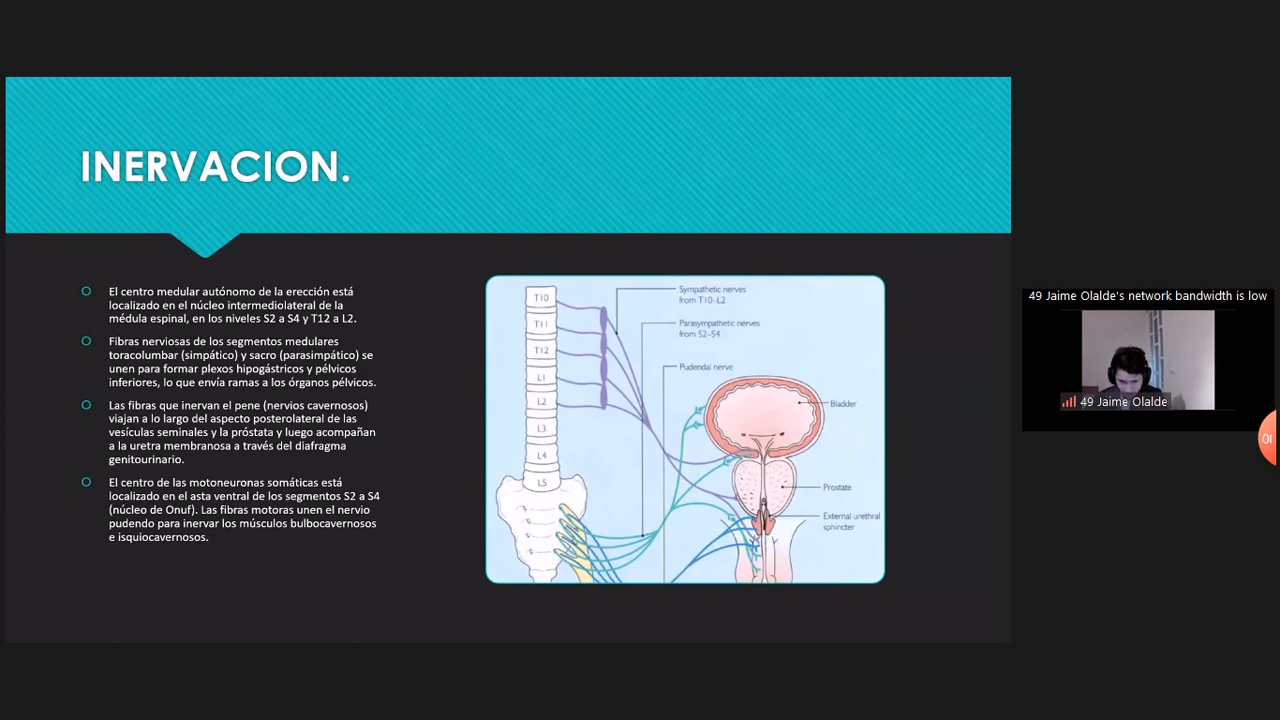 INERVACION.
El centro medular autónomo de la erección está
localizado en el núcleo intermediolateral de la
médula espinal, en los niveles S2 a S4 y T12 a L2.
Fibras nerviosas de los segmentos medulares
toracolumbar (simpático) y sacro (parasimpático) se
unen para formar plexos hipogástricos y pélvicos
inferiores, lo que envía ramas a los órganos pélvicos.
Las fibras que inervan el pene (nervios cavernosos)
viajan a lo largo del aspecto posterolateral de las
vesículas seminales y la próstata y luego acompañan
a la uretra membranosa a través del diafragma
genitourinario.
El centro de las motoneuronas somáticas está
localizado en el asta ventral de los segmentos S2 a S4
(núcleo de Onuf). Las fibras motoras unen el nervio
pudendo para inervar los músculos bulbocavernosos
e isquiocavernosos.
T10
T11
T12
L1
L2
L3
L4
L5
Sympathetic nerves
from T10–L2
Parasympathetic nerves
from S2–S4
Pudendal nerve
Bladder
Prostate
External urethral
sphincter
49 Jaime Olalde's network bandwidth is low
49 Jaime Olalde